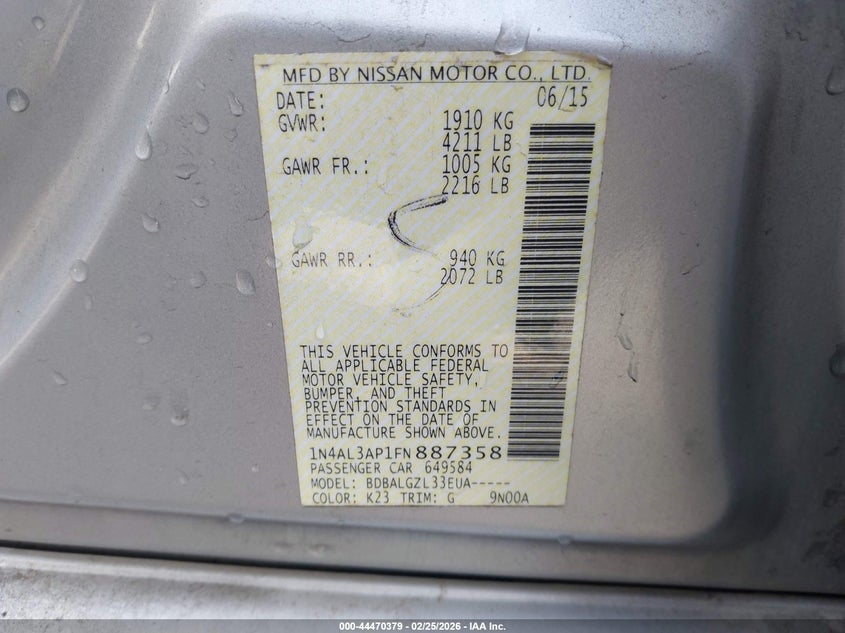 MFD BY NISSAN MOTOR CO., LTD.
DATE: 06/15
GVWR: 1910 KG
4211 LB
GAWR FR.: 1005 KG
2216 LB
GAWR RR.: 940 KG
2072 LB
THIS VEHICLE CONFORMS TO
ALL APPLICABLE FEDERAL
MOTOR VEHICLE SAFETY,
BUMPER, AND THEFT
PREVENTION STANDARDS IN
EFFECT ON THE DATE OF
MANUFACTURE SHOWN ABOVE.
1N4AL3AP1FN887358
PASSENGER CAR 649584
MODEL: BDBALGZL33EUA-----
COLOR: K23 TRIM: G 9N00A
000-44470379 - 02/25/2026 - IAA Inc.